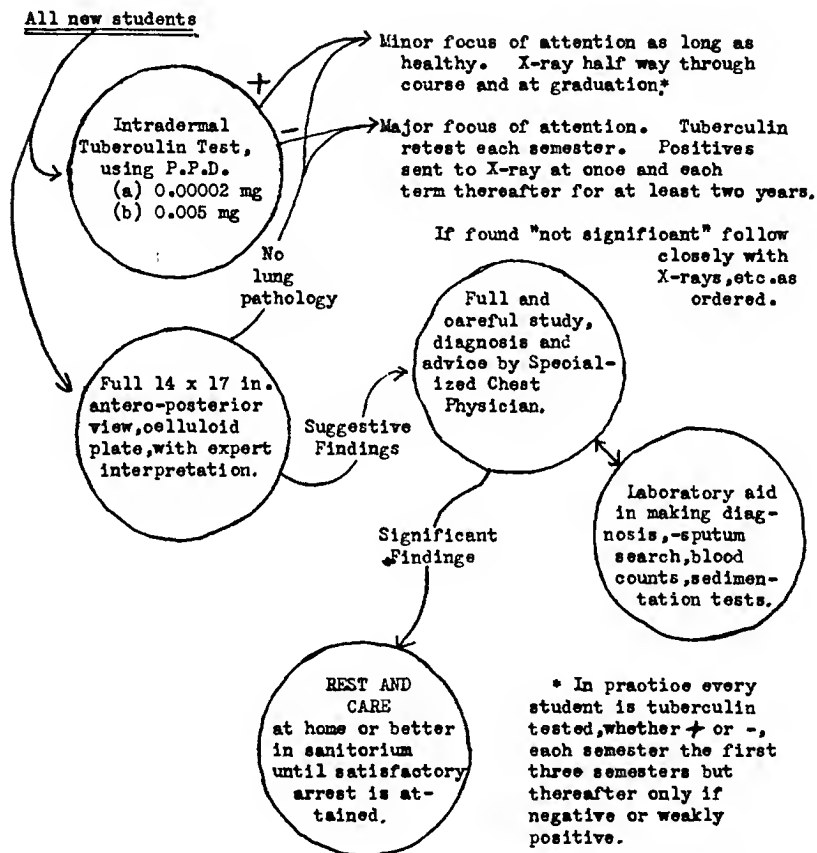 All new students
Minor focus of attention as long as
healthy. X-ray half way through
course and at graduation*
+
-
Intradermal
Tuberculin Test,
using P.P.D.
(a) 0.00002 mg
(b) 0.005 mg
Major focus of attention. Tuberculin
retest each semester. Positives
sent to X-ray at once and each
term thereafter for at least two years.
If found "not significant" follow
closely with
X-rays,etc.as
ordered.
No
lung
pathology
Full and
careful study,
diagnosis and
advice by Special-
ized Chest
Physician.
Full 14 x 17 in.
antero-posterior
view,celluloid
plate,with expert
interpretation.
Suggestive
Findings
Laboratory aid
in making diag-
nosis,-sputum
search,blood
counts,sedimen-
tation tests.
Significant
Findings
REST AND
CARE
at home or better
in sanitorium
until satisfactory
arrest is at-
tained.
* In practice every
student is tuberculin
tested,whether + or -,
each semester the first
three semesters but
thereafter only if
negative or weakly
positive.